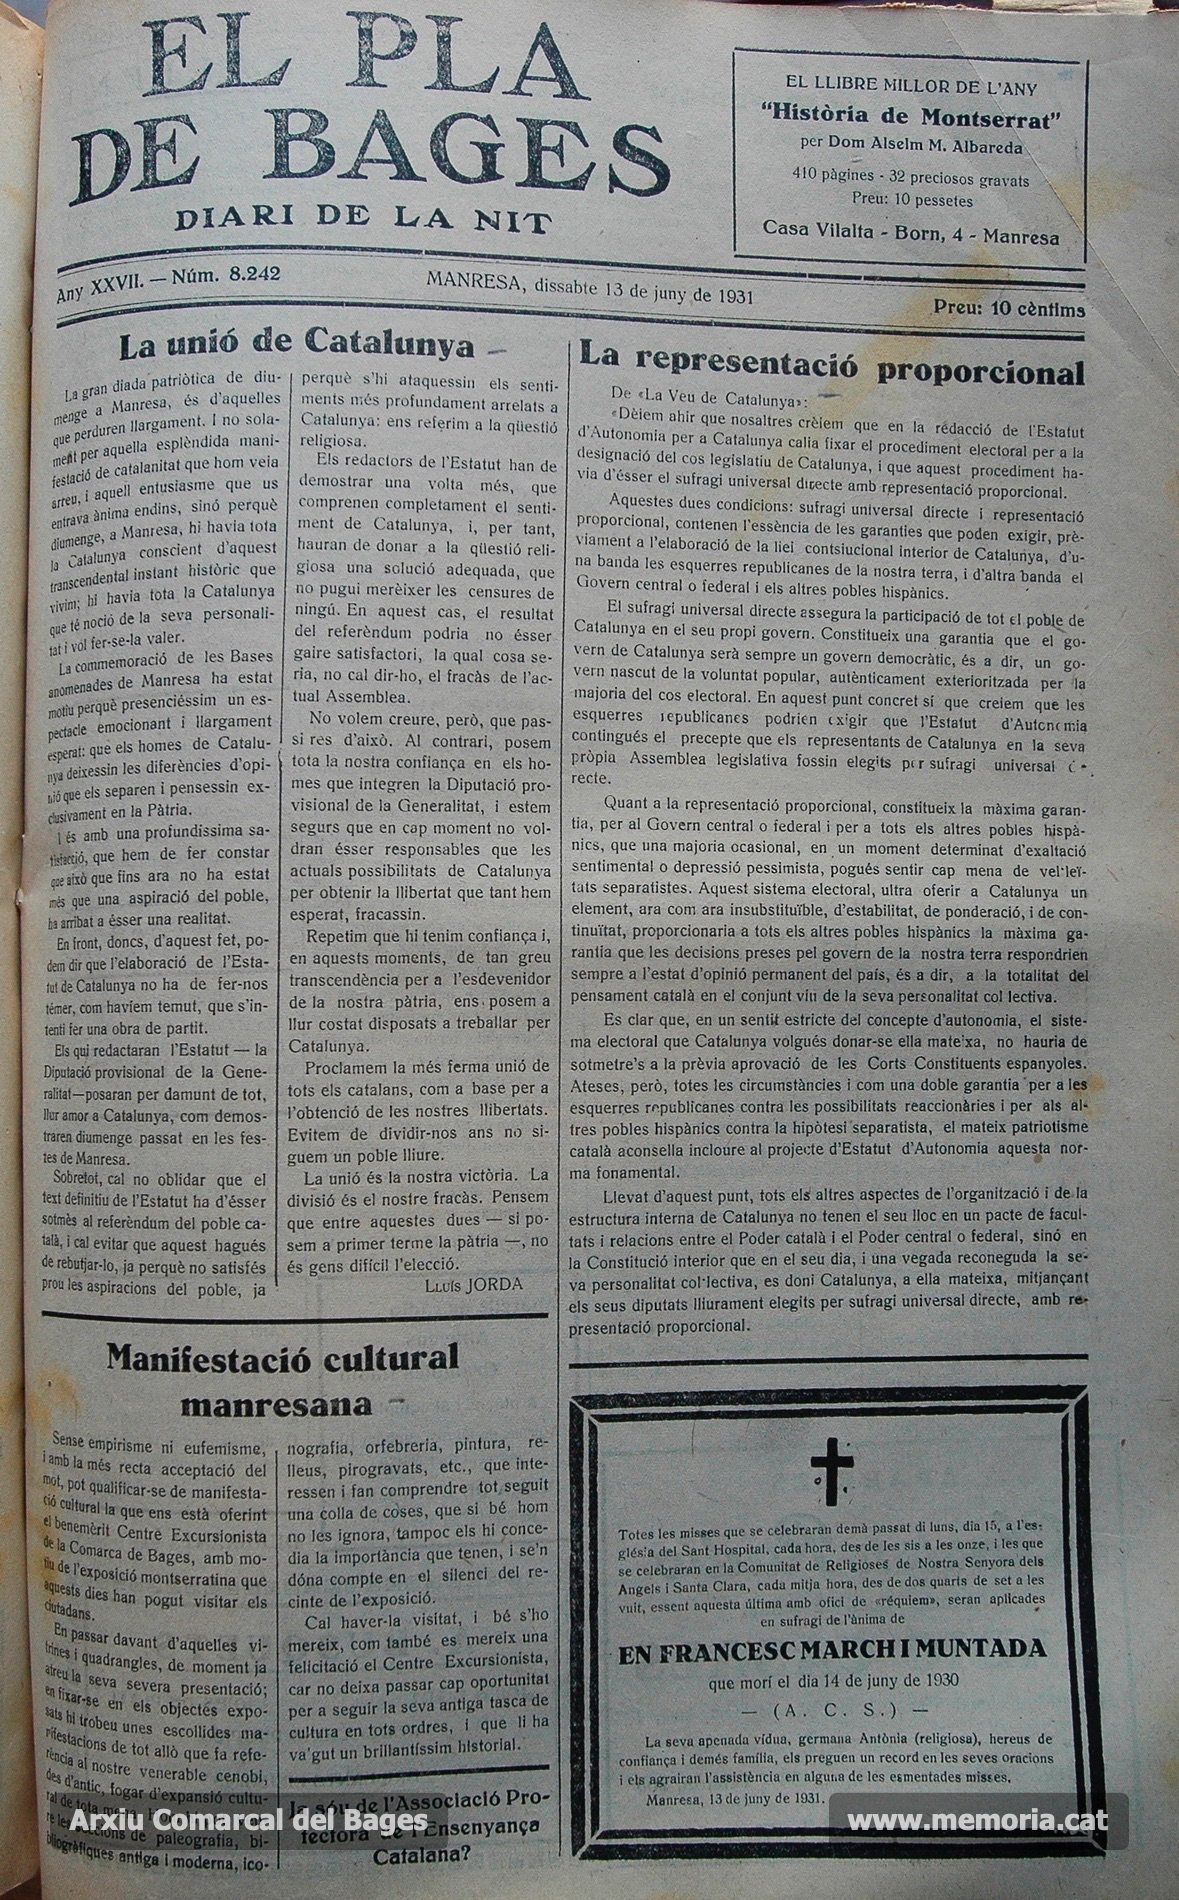 EL PLA
DE BAGES
DIARI DE LA NIT
EL LLIBRE MILLOR DE L'ANY
"Història de Montserrat"
per Dom Alselm M. Albareda
410 pàgines - 32 preciosos gravats
Preu: 10 pessetes
Casa Vilalta - Born, 4 - Manresa
Any XXVII. — Núm. 8.242
MANRESA, dissabte 13 de juny de 1931
Preu: 10 cèntims
La unió de Catalunya
La gran diada patriòtica de diu-
menge a Manresa, és d'aquelles
que perduren llargament. I no sola-
ment per aquella esplèndida mani-
festació de catalanitat que hom veia
arreu, i aquell entusiasme que us
entrava ànima endins, sinó perquè
diumenge, a Manresa, hi havia tota
la Catalunya conscient d'aquest
transcendental instant històric que
vivim; hi havia tota la Catalunya
que té noció de la seva personali-
tat i vol fer-se-la valer.
La commemoració de les Bases
anomenades de Manresa ha estat
motiu perquè presenciéssim un es-
pectacle emocionant i llargament
esperat: que els homes de Catalu-
nya deixessin les diferències d'opi-
nió que els separen i pensessin ex-
clusivament en la Pàtria.
I és amb una profundissima sa-
tisfacció, que hem de fer constar
que això que fins ara no ha estat
més que una aspiració del poble,
ha arribat a ésser una realitat.
En front, doncs, d'aquest fet, po-
dem dir que l'elaboració de l'Esta-
tut de Catalunya no ha de fer-nos
témer, com haviem temut, que s'in-
tenti fer una obra de partit.
Els qui redactaran l'Estatut — la
Diputació provisional de la Gene-
ralitat—posaran per damunt de tot,
llur amor a Catalunya, com demos-
traren diumenge passat en les fes-
tes de Manresa.
Sobretot, cal no oblidar que el
text definitiu de l'Estatut ha d'ésser
sotmès al referèndum del poble ca-
talà, i cal evitar que aquest hagués
de rebutjar-lo, ja perquè no satisfés
prou les aspiracions del poble, ja
perquè s'hi ataquessin els senti-
ments més profundament arrelats a
Catalunya: ens referim a la qüestió
religiosa.
Els redactors de l'Estatut han de
demostrar una volta més, que
comprenen completament el senti-
ment de Catalunya, i, per tant,
hauran de donar a la qüestió reli-
giosa una solució adequada, que
no pugui merèixer les censures de
ningú. En aquest cas, el resultat
del referèndum podria no ésser
gaire satisfactori, la qual cosa se-
ria, no cal dir-ho, el fracàs de l'ac-
tual Assemblea.
No volem creure, però, que pas-
si res d'això. Al contrari, posem
tota la nostra confiança en els ho-
mes que integren la Diputació pro-
visional de la Generalitat, i estem
segurs que en cap moment no vol-
dran ésser responsables que les
actuals possibilitats de Catalunya
per obtenir la llibertat que tant hem
esperat, fracassin.
Repetim que hi tenim confiança i,
en aquests moments, de tan greu
transcendència per a l'esdevenidor
de la nostra pàtria, ens posem a
llur costat disposats a treballar per
Catalunya.
Proclamem la més ferma unió de
tots els catalans, com a base per a
l'obtenció de les nostres llibertats.
Evitem de dividir-nos ans no si-
guem un poble lliure.
La unió és la nostra victòria. La
divisió és el nostre fracàs. Pensem
que entre aquestes dues — si po-
sem a primer terme la pàtria —, no
és gens difícil l'elecció.
LLUÍS JORDA
La representació proporcional
De «La Veu de Catalunya»:
«Dèiem ahir que nosaltres crèiem que en la redacció de l'Estatut
d'Autonomia per a Catalunya calia fixar el procediment electoral per a la
designació del cos legislatiu de Catalunya, i que aquest procediment ha-
via d'ésser el sufragi universal directe amb representació proporcional.
Aquestes dues condicions: sufragi universal directe i representació
proporcional, contenen l'essència de les garanties que poden exigir, prè-
viament a l'elaboració de la llei contsiucional interior de Catalunya, d'u-
na banda les esquerres republicanes de la nostra terra, i d'altra banda el
Govern central o federal i els altres pobles hispànics.
El sufragi universal directe assegura la participació de tot el poble de
Catalunya en el seu propi govern. Constitueix una garantia que el go-
vern de Catalunya serà sempre un govern democràtic, és a dir, un go-
vern nascut de la voluntat popular, autènticament exterioritzada per la
majoria del cos electoral. En aquest punt concret sí que creiem que les
esquerres republicanes podrien exigir que l'Estatut d'Autonomia
contingués el precepte que els representants de Catalunya en la seva
pròpia Assemblea legislativa fossin elegits per sufragi universal di-
recte.
Quant a la representació proporcional, constitueix la màxima garan-
tia, per al Govern central o federal i per a tots els altres pobles hispà-
nics, que una majoria ocasional, en un moment determinat d'exaltació
sentimental o depressió pessimista, pogués sentir cap mena de vel·leï-
tats separatistes. Aquest sistema electoral, ultra oferir a Catalunya un
element, ara com ara insubstituïble, d'estabilitat, de ponderació, i de con-
tinuïtat, proporcionaria a tots els altres pobles hispànics la màxima ga-
rantia que les decisions preses pel govern de la nostra terra respondrien
sempre a l'estat d'opinió permanent del país, és a dir, a la totalitat del
pensament català en el conjunt viu de la seva personalitat col lectiva.
Es clar que, en un sentit estricte del concepte d'autonomia, el siste-
ma electoral que Catalunya volgués donar-se ella mateixa, no hauria de
sotmetre's a la prèvia aprovació de les Corts Constituents espanyoles.
Ateses, però, totes les circumstàncies i com una doble garantia per a les
esquerres republicanes contra les possibilitats reaccionàries i per als al-
tres pobles hispànics contra la hipòtesi separatista, el mateix patriotisme
català aconsella incloure al projecte d'Estatut d'Autonomia aquesta nor-
ma fonamental.
Llevat d'aquest punt, tots els altres aspectes de l'organització i de la
estructura interna de Catalunya no tenen el seu lloc en un pacte de facul-
tats i relacions entre el Poder català i el Poder central o federal, sinó en
la Constitució interior que en el seu dia, i una vegada reconeguda la se-
va personalitat col·lectiva, es doni Catalunya, a ella mateixa, mitjançant
els seus diputats lliurament elegits per sufragi universal directe, amb re-
presentació proporcional.
Manifestació cultural
manresana
Sense empirisme ni eufemisme,
i amb la més recta acceptació del
mot, pot qualificar-se de manifesta-
ció cultural la que ens està oferint
el benemèrit Centre Excursionista
de la Comarca de Bages, amb mo-
tiu de l'exposició montserratina que
aquests dies han pogut visitar els
ciutadans.
En passar davant d'aquelles vi-
trines i quadrangles, de moment ja
atreu la seva severa presentació;
en fixar-se en els objectés expo-
sats hi trobeu unes escollides ma-
nifestacions de tot allò que fa refe-
rència al nostre venerable cenobi,
des d'antic, fogar d'expansió cultu-
ral de tota
re les seccions de paleografia, bi-
bliogràfiques antiga i moderna, ico-
nografia, orfebreria, pintura, re-
lleus, pirogravats, etc., que inte-
ressen i fan comprendre tot seguit
una colla de coses, que si bé hom
no les ignora, tampoc els hi conce-
dia la importància que tenen, i se'n
dóna compte en el silenci del re-
cinte de l'exposició.
Cal haver-la visitat, i bé s'ho
mereix, com també es mereix una
felicitació el Centre Excursionista,
car no deixa passar cap oportunitat
per a seguir la seva antiga tasca de
cultura en tots ordres, i que li ha
va'gut un brillantíssim historial.
Ja sóu de l'Associació Pro-
tectora de l'Ensenyança
Catalana?
Totes les misses que se celebraran demà passat di luns, dia 15, a l'es-
glésia del Sant Hospital, cada hora, des de les sis a les onze, i les que
se celebraran en la Comunitat de Religioses de Nostra Senyora dels
Angels i Santa Clara, cada mitja hora, des de dos quarts de set a les
vuit, essent aquesta última amb ofici de «rèquiem», seran aplicades
en sufragi de l'ànima de
EN FRANCESC MARCH I MUNTADA
que morí el dia 14 de juny de 1930
— (A. C. S.) —
La seva apenada vídua, germana Antònia (religiosa), hereus de
confiança i demés família, els preguen un record en les seves oracions
i els agrairan l'assistència en alguna de les esmentades misses.
Manresa, 13 de juny de 1931.
Arxiu Comarcal del Bages
www.memoria.cat